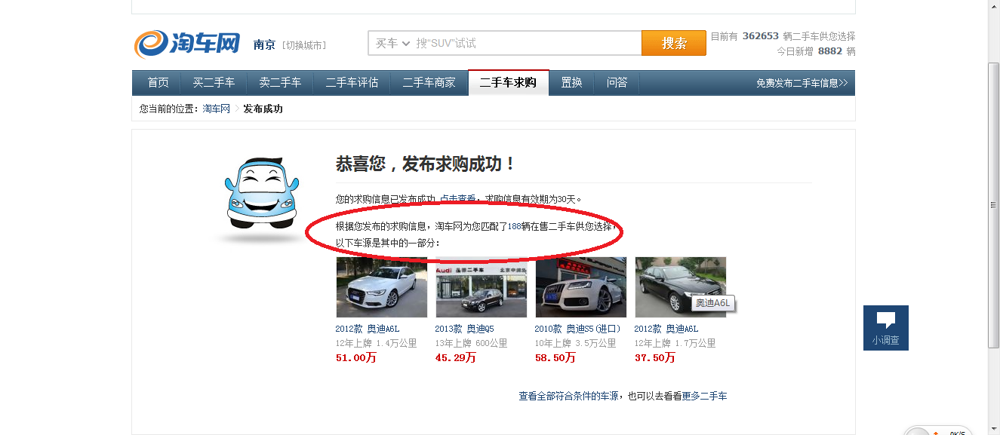 淘车网 南京 [切换城市] 买车 搜“SUV”试试 搜索 目前有 362653 辆二手车供您选择
今日新增 8882 辆
首页 买二手车 卖二手车 二手车评估 二手车商家 二手车求购 置换 问答 免费发布二手车信息>>
您当前的位置：淘车网 > 发布成功
恭喜您，发布求购成功！
您的求购信息已发布成功 点击查看，求购信息有效期为30天。
根据您发布的求购信息，淘车网为您匹配了188辆在售二手车供您选择，
以下车源是其中的一部分：
Audi 品荐二手车
奥迪A6L
2012款 奥迪A6L 2013款 奥迪Q5 2010款 奥迪S5(进口) 2012款 奥迪A6L
12年上牌 1.4万公里 13年上牌 600公里 10年上牌 3.5万公里 12年上牌 1.7万公里
51.00万 45.29万 58.50万 37.50万
小调查
查看全部符合条件的车源，也可以去看看更多二手车